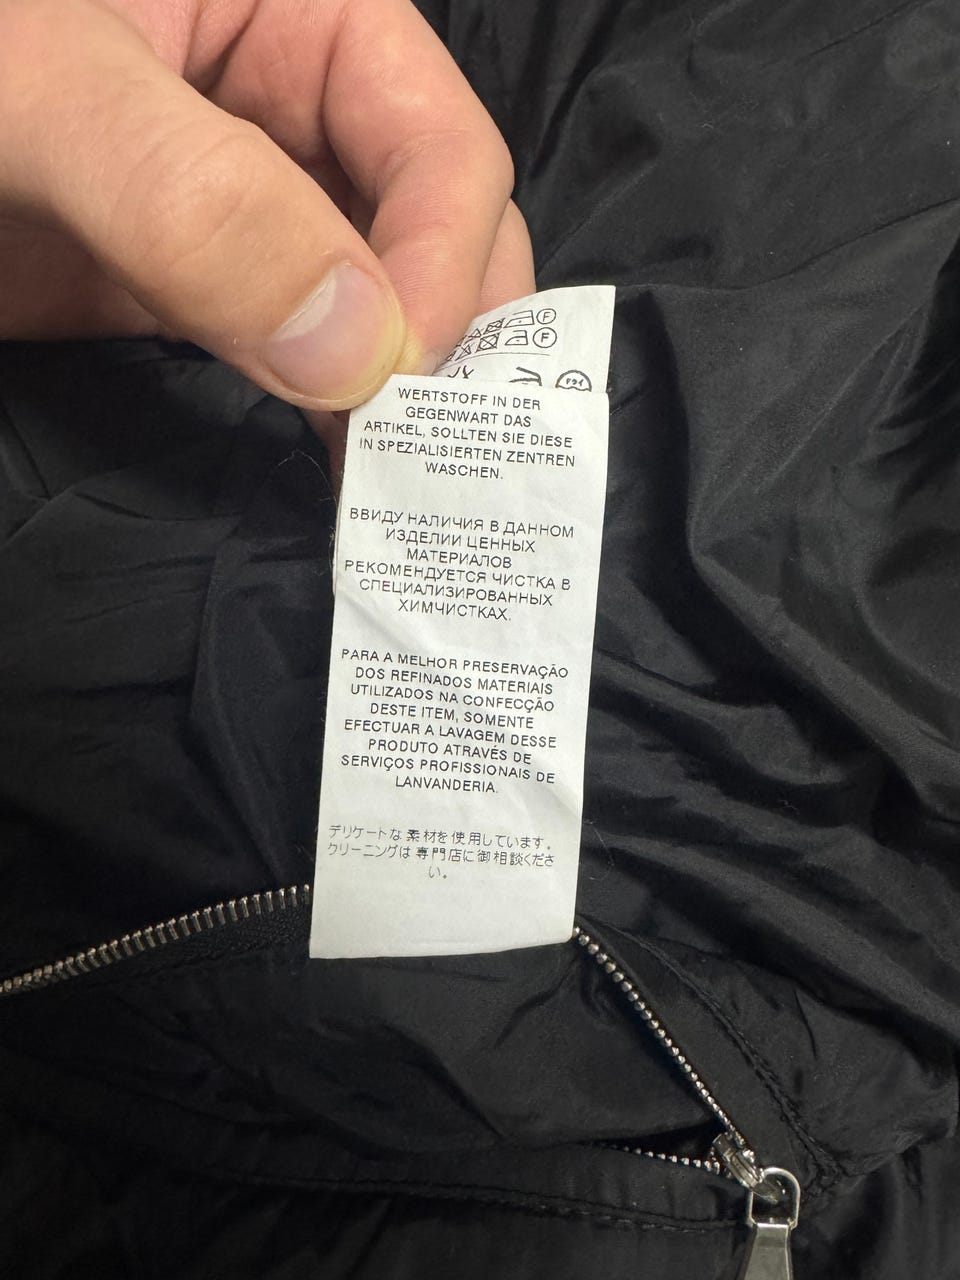 F
F
ドライ
WERTSTOFF IN DER
GEGENWART DAS
ARTIKEL, SOLLTEN SIE DIESE
IN SPEZIALISIERTEN ZENTREN
WASCHEN.
ВВИДУ НАЛИЧИЯ В ДАННОМ
ИЗДЕЛИИ ЦЕННЫХ
МАТЕРИАЛОВ
РЕКОМЕНДУЕТСЯ ЧИСТКА В
СПЕЦИАЛИЗИРОВАННЫХ
ХИМЧИСТКАХ.
PARA A MELHOR PRESERVAÇÃO
DOS REFINADOS MATERIAIS
UTILIZADOS NA CONFECÇÃO
DESTE ITEM, SOMENTE
EFECTUAR A LAVAGEM DESSE
PRODUTO ATRAVÉS DE
SERVIÇOS PROFISSIONAIS DE
LANVANDERIA.
デリケートな素材を使用しています。
クリーニングは専門店に御相談くださ
い。